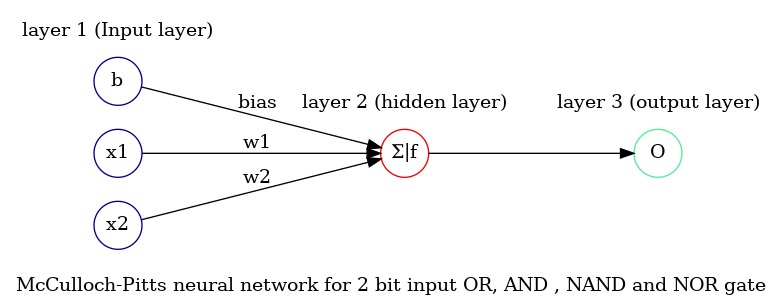 layer 1 (Input layer)
b
bias
layer 2 (hidden layer)
layer 3 (output layer)
x1
w1
Σ|f
O
w2
x2
McCulloch-Pitts neural network for 2 bit input OR, AND , NAND and NOR gate